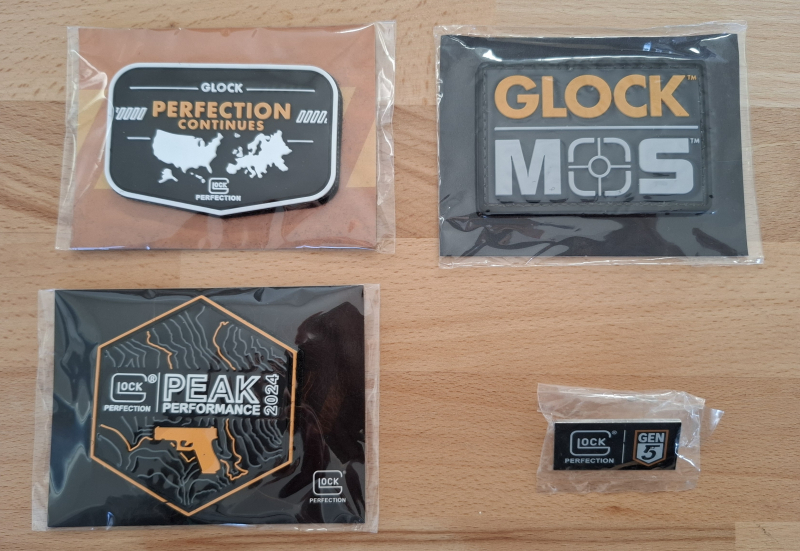 GLOCK
PERFECTION
CONTINUES
GLOCK
PERFECTION
GLOCK™
MOS™
GLOCK®
PERFECTION
PEAK
PERFORMANCE
2024
GLOCK®
PERFECTION
GLOCK
PERFECTION
GEN
5